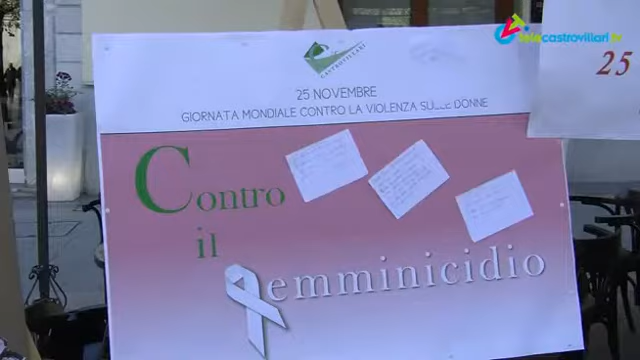 telecastrovillari.tv
25
CASTROVILLARI
25 NOVEMBRE
GIORNATA MONDIALE CONTRO LA VIOLENZA SULLE DONNE
Contro
il
emminicidio